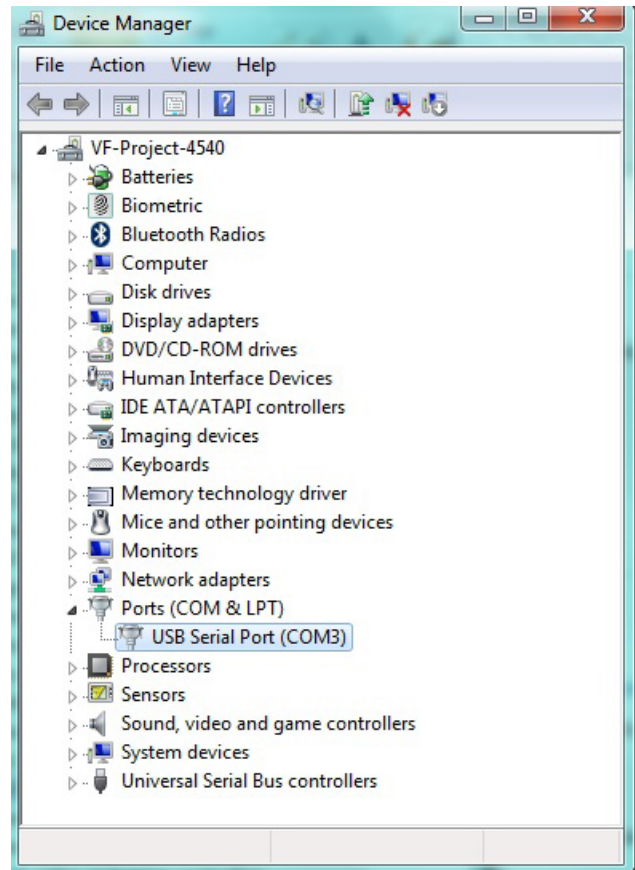 Device Manager
File Action View Help
VF-Project-4540
Batteries
Biometric
Bluetooth Radios
Computer
Disk drives
Display adapters
DVD/CD-ROM drives
Human Interface Devices
IDE ATA/ATAPI controllers
Imaging devices
Keyboards
Memory technology driver
Mice and other pointing devices
Monitors
Network adapters
Ports (COM & LPT)
USB Serial Port (COM3)
Processors
Sensors
Sound, video and game controllers
System devices
Universal Serial Bus controllers